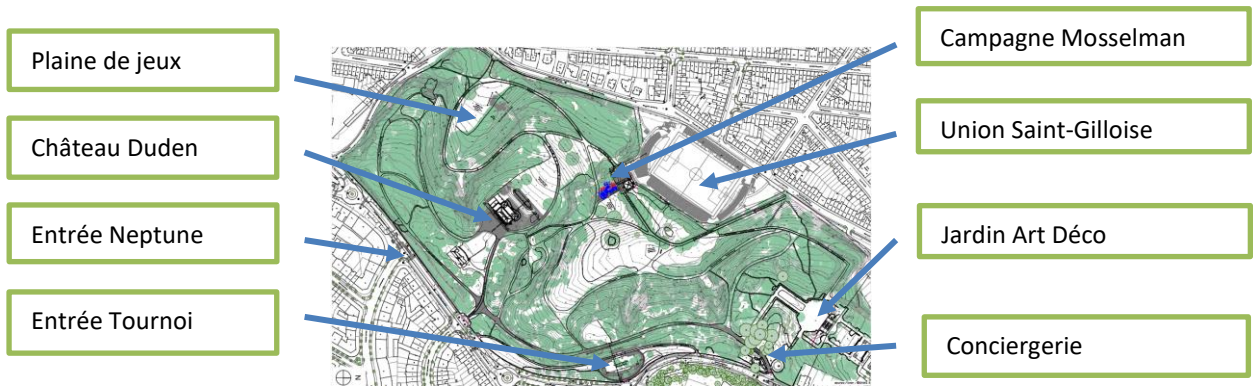 Plaine de jeux
Château Duden
Entrée Neptune
Entrée Tournoi
Campagne Mosselman
Union Saint-Gilloise
Jardin Art Déco
Conciergerie
N